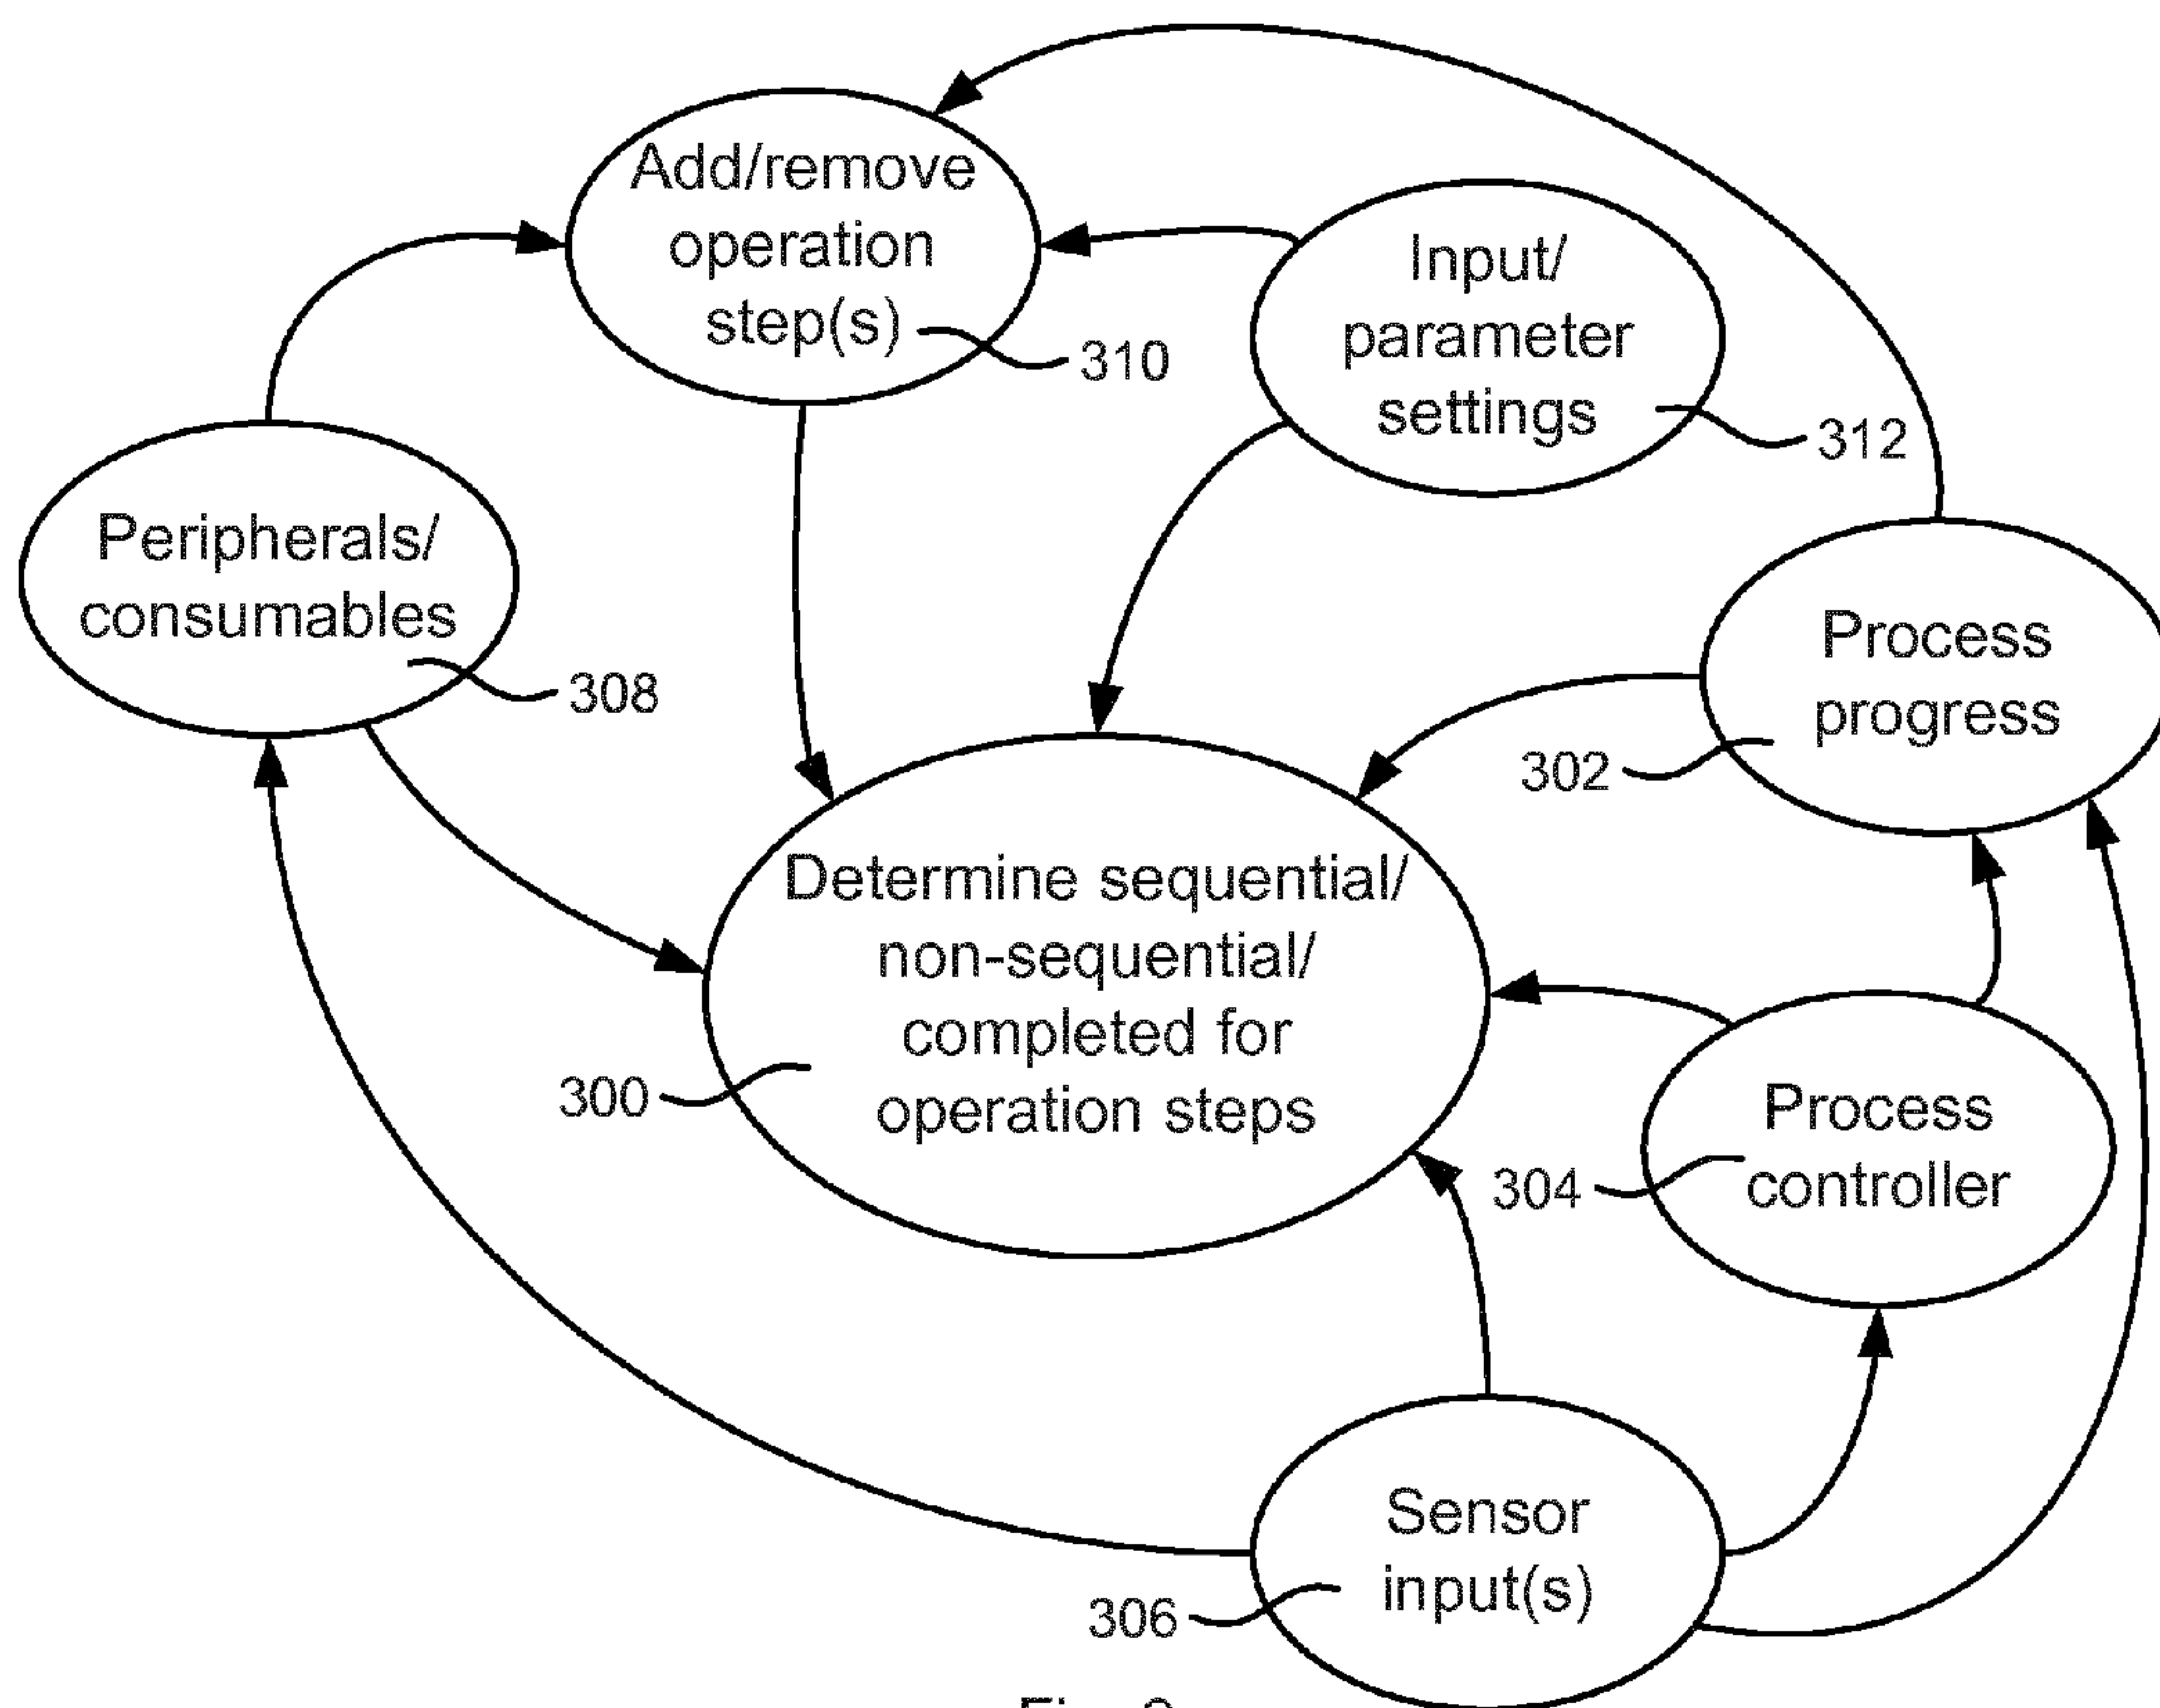 Add/remove
operation
step(s)
310
Input/
parameter
settings
312
Peripherals/
consumables
308
Process
progress
302
Determine sequential/
non-sequential/
completed for
operation steps
300
Process
controller
304
Sensor
input(s)
306